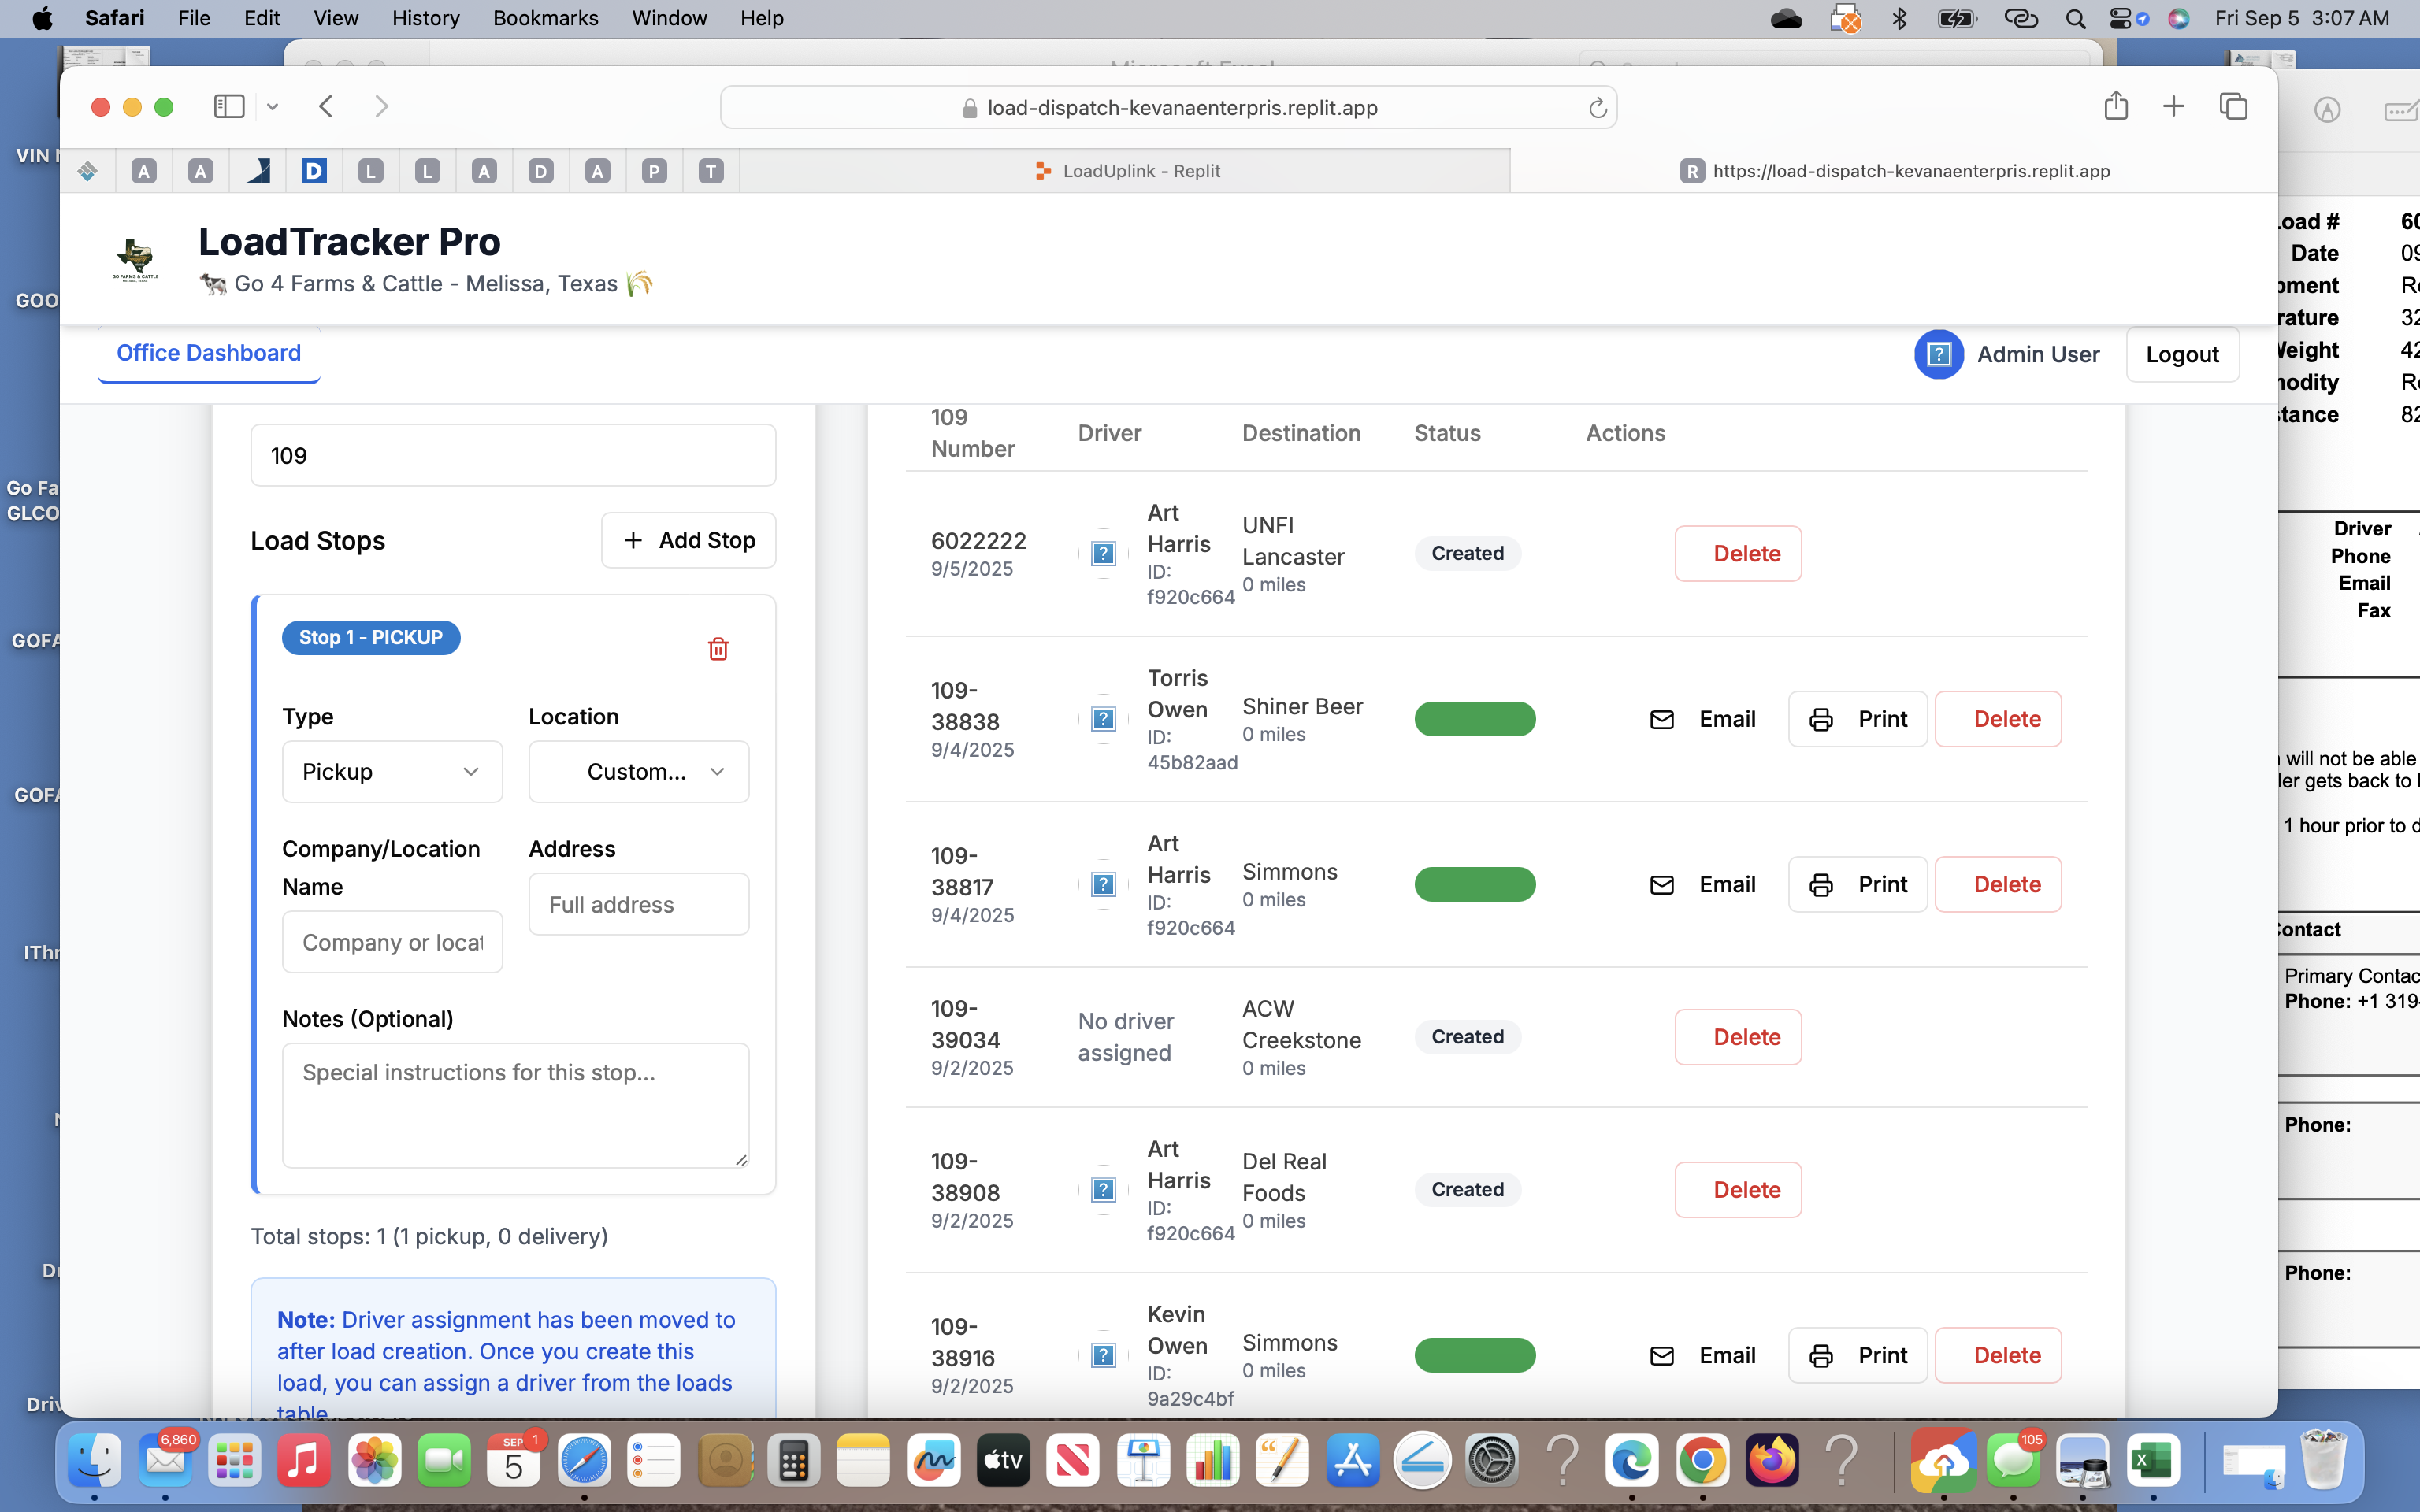 Safari File Edit View History Bookmarks Window Help
Fri Sep 5 3:07 AM
Microsoft Excel
load-dispatch-kevanaenterpris.replit.app
A A D L L A D A P T
LoadUplink - Replit
R https://load-dispatch-kevanaenterpris.replit.app
LoadTracker Pro
Go 4 Farms & Cattle - Melissa, Texas
GO FARMS & CATTLE
MELISSA, TEXAS
Office Dashboard
Admin User
Logout
109
Load Stops
+ Add Stop
Stop 1 - PICKUP
Type
Location
Pickup
Custom...
Company/Location
Name
Address
Full address
Company or locat
Notes (Optional)
Special instructions for this stop...
Total stops: 1 (1 pickup, 0 delivery)
Note: Driver assignment has been moved to
after load creation. Once you create this
load, you can assign a driver from the loads
table
109
Number
Driver
Destination
Status
Actions
6022222
9/5/2025
Art
Harris
ID:
f920c664
UNFI
Lancaster
0 miles
Created
Delete
109-
38838
9/4/2025
Torris
Owen
ID:
45b82aad
Shiner Beer
0 miles
Email
Print
Delete
109-
38817
9/4/2025
Art
Harris
ID:
f920c664
Simmons
0 miles
Email
Print
Delete
109-
39034
9/2/2025
No driver
assigned
ACW
Creekstone
0 miles
Created
Delete
109-
38908
9/2/2025
Art
Harris
ID:
f920c664
Del Real
Foods
0 miles
Created
Delete
109-
38916
9/2/2025
Kevin
Owen
ID:
9a29c4bf
Simmons
0 miles
Email
Print
Delete
VIN
GOO
Go Fa
GLCO
GOFA
GOFA
IThr
Dr
Driv
oad # 60
Date 09
pment Re
rature 32
Weight 42
nodity Re
stance 82
Driver
Phone
Email
Fax
will not be able
ler gets back to
1 hour prior to d
Contact
Primary Contac
Phone: +1 319
Phone:
Phone:
6,860
SEP 1
5
tv
105